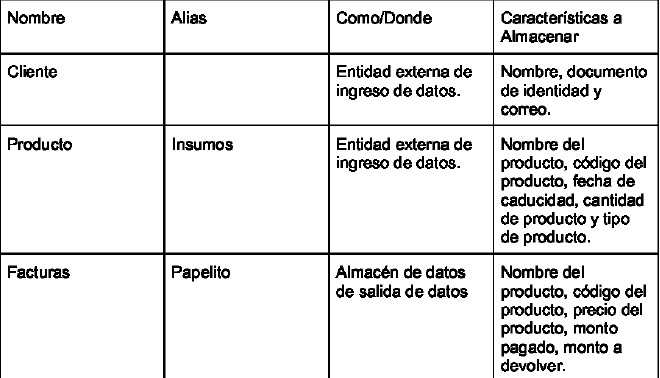 Nombre
Alias
Como/Donde
Características a
Almacenar
Cliente
Entidad externa de
ingreso de datos.
Nombre, documento
de identidad y
correo.
Producto
Insumos
Entidad externa de
ingreso de datos.
Nombre del
producto, código del
producto, fecha de
caducidad, cantidad
de producto y tipo
de producto.
Facturas
Papelito
Almacén de datos
de salida de datos
Nombre del
producto, código del
producto, precio del
producto, monto
pagado, monto a
devolver.